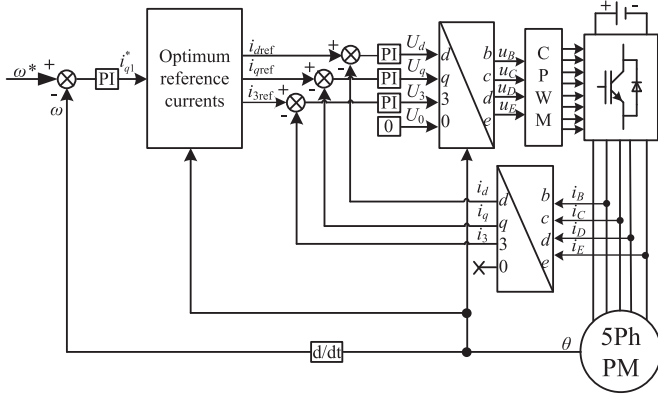 ω* + - ω
PI
i*q1
Optimum
reference
currents
idref
iqref
i3ref
+ -
+ -
+ -
PI
PI
PI
0
Ud
Uq
U3
U0
d
q
3
0
b
c
d
e
uB
uC
uD
uE
C
P
W
M
+ -
id
iq
i3
d
q
3
0
b
c
d
e
iB
iC
iD
iE
θ
d/dt
5Ph
PM